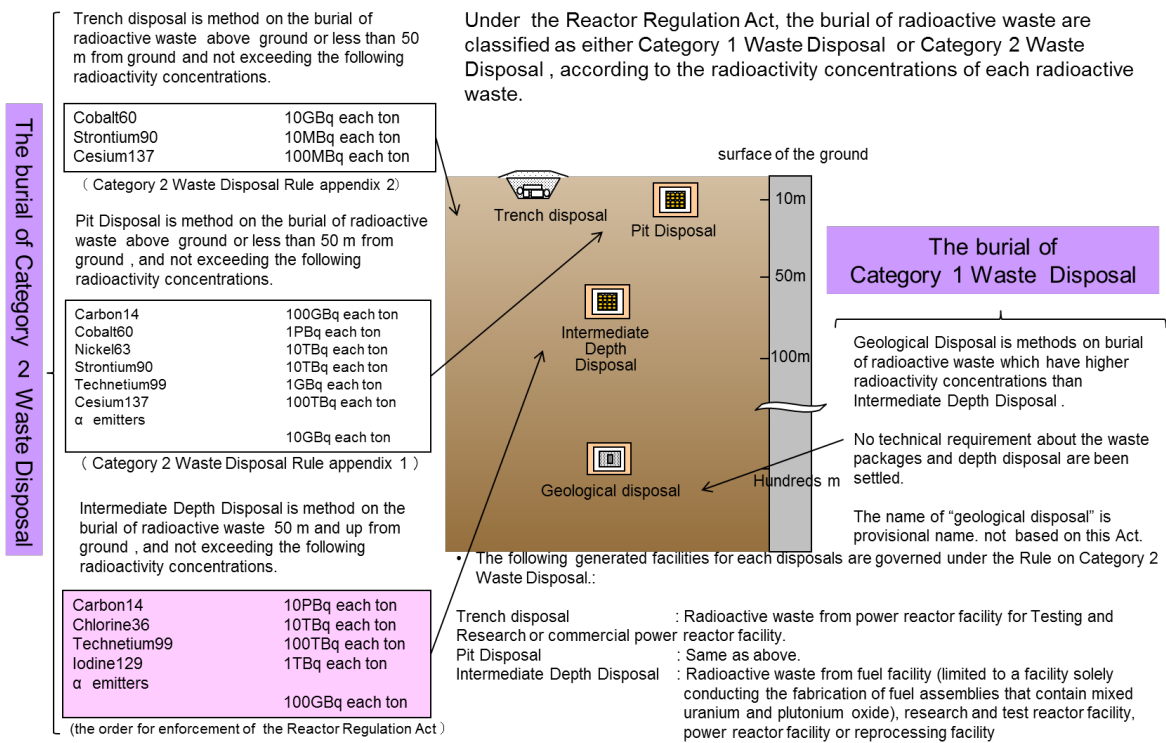 The burial of Category 2 Waste Disposal
Trench disposal is method on the burial of
radioactive waste above ground or less than 50
m from ground and not exceeding the following
radioactivity concentrations.
Cobalt60 10GBq each ton
Strontium90 10MBq each ton
Cesium137 100MBq each ton
( Category 2 Waste Disposal Rule appendix 2)
Pit Disposal is method on the burial of radioactive
waste above ground or less than 50 m from
ground , and not exceeding the following
radioactivity concentrations.
Carbon14 100GBq each ton
Cobalt60 1PBq each ton
Nickel63 10TBq each ton
Strontium90 10TBq each ton
Technetium99 1GBq each ton
Cesium137 100TBq each ton
α emitters
10GBq each ton
( Category 2 Waste Disposal Rule appendix 1 )
Intermediate Depth Disposal is method on the
burial of radioactive waste 50 m and up from
ground , and not exceeding the following
radioactivity concentrations.
Carbon14 10PBq each ton
Chlorine36 10TBq each ton
Technetium99 100TBq each ton
Iodine129 1TBq each ton
α emitters
100GBq each ton
(the order for enforcement of the Reactor Regulation Act )
Under the Reactor Regulation Act, the burial of radioactive waste are
classified as either Category 1 Waste Disposal or Category 2 Waste
Disposal , according to the radioactivity concentrations of each radioactive
waste.
surface of the ground
Trench disposal
Pit Disposal
Intermediate
Depth
Disposal
Geological disposal
10m
50m
100m
Hundreds m
The burial of
Category 1 Waste Disposal
Geological Disposal is methods on burial
of radioactive waste which have higher
radioactivity concentrations than
Intermediate Depth Disposal .
No technical requirement about the waste
packages and depth disposal are been
settled.
The name of “geological disposal” is
provisional name. not based on this Act.
• The following generated facilities for each disposals are governed under the Rule on Category 2
Waste Disposal.:
Trench disposal : Radioactive waste from power reactor facility for Testing and
Research or commercial power reactor facility.
Pit Disposal : Same as above.
Intermediate Depth Disposal : Radioactive waste from fuel facility (limited to a facility solely
conducting the fabrication of fuel assemblies that contain mixed
uranium and plutonium oxide), research and test reactor facility,
power reactor facility or reprocessing facility